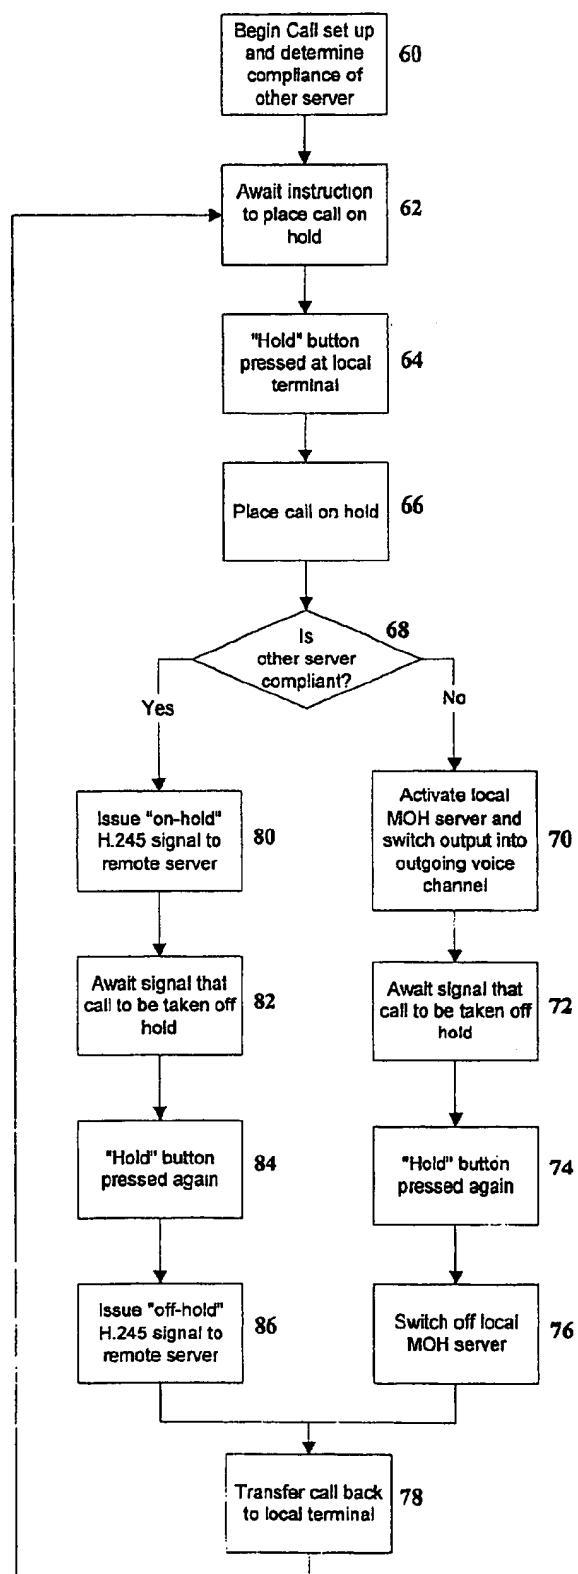 Begin Call set up
and determine
compliance of
other server
60
Await instruction
to place call on
hold
62
"Hold" button
pressed at local
terminal
64
Place call on hold
66
Is
other server
compliant?
68
Yes
No
Issue "on-hold"
H.245 signal to
remote server
80
Activate local
MOH server and
switch output into
outgoing voice
channel
70
Await signal that
call to be taken off
hold
82
Await signal that
call to be taken off
hold
72
"Hold" button
pressed again
84
"Hold" button
pressed again
74
Issue "off-hold"
H.245 signal to
remote server
86
Switch off local
MOH server
76
Transfer call back
to local terminal
78